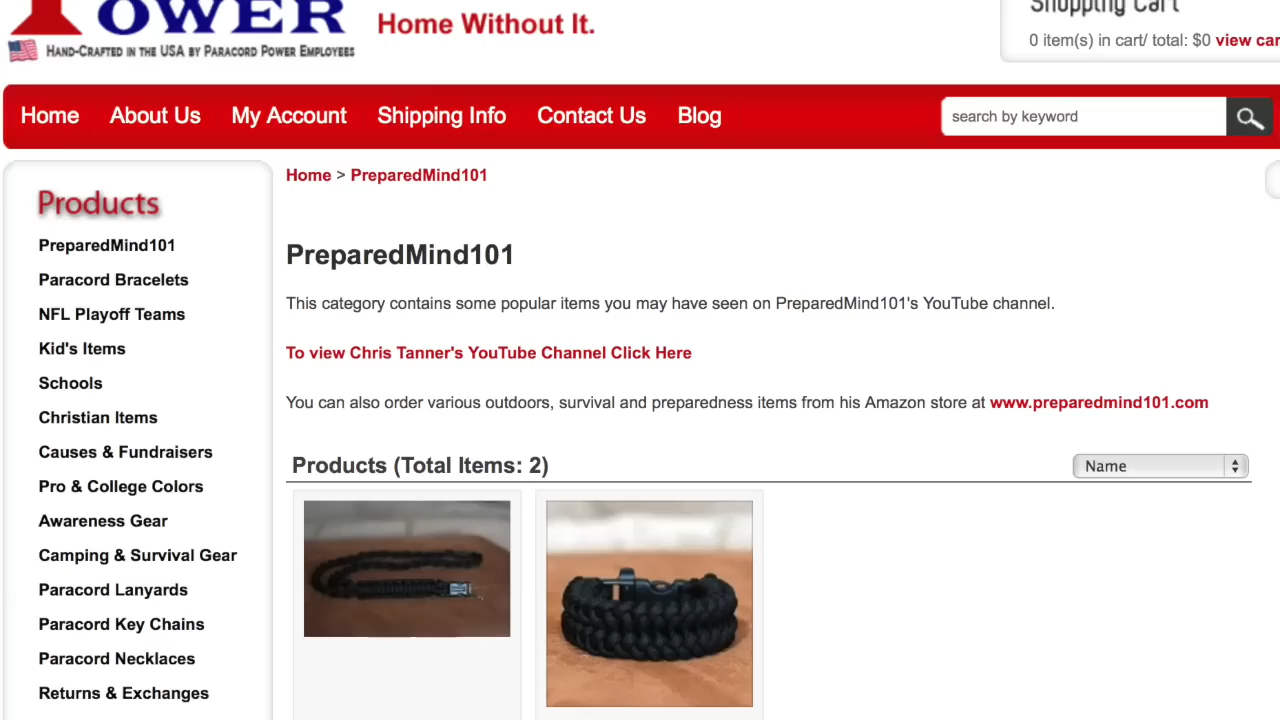 POWER
Home Without It.
HAND-CRAFTED IN THE USA BY PARACORD POWER EMPLOYEES
Shopping Cart
0 item(s) in cart/ total: $0 view car
Home About Us My Account Shipping Info Contact Us Blog
search by keyword
Home > PreparedMind101
Products
PreparedMind101
Paracord Bracelets
NFL Playoff Teams
Kid's Items
Schools
Christian Items
Causes & Fundraisers
Pro & College Colors
Awareness Gear
Camping & Survival Gear
Paracord Lanyards
Paracord Key Chains
Paracord Necklaces
Returns & Exchanges
PreparedMind101
This category contains some popular items you may have seen on PreparedMind101's YouTube channel.
To view Chris Tanner's YouTube Channel Click Here
You can also order various outdoors, survival and preparedness items from his Amazon store at www.preparedmind101.com
Products (Total Items: 2)
Name